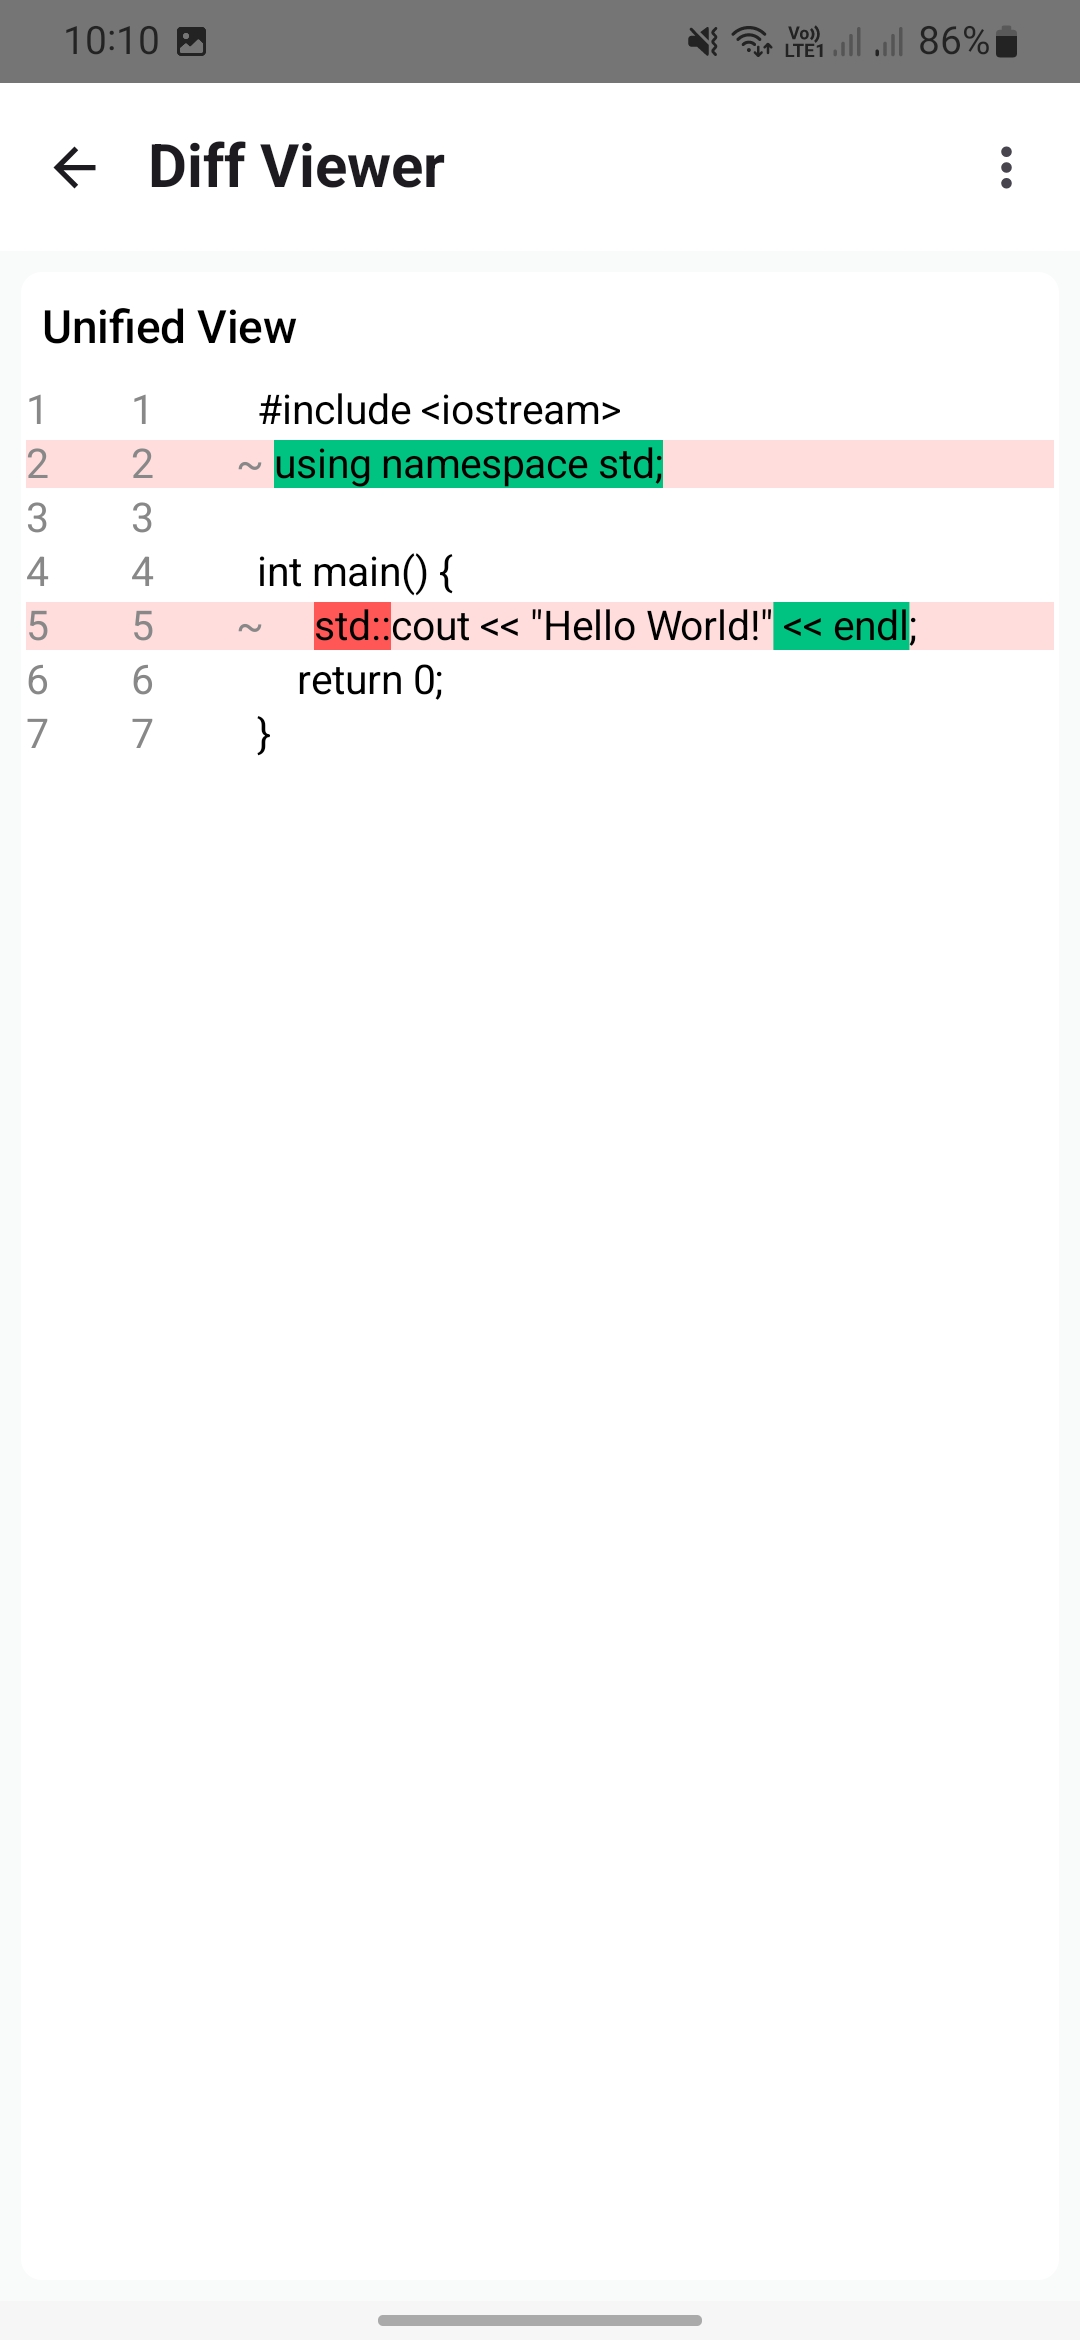 10:10 Vo)) LTE1 86%
Diff Viewer
Unified View
1 1 #include <iostream>
2 2 ~ using namespace std;
3 3
4 4 int main() {
5 5 ~ std::cout << "Hello World!" << endl;
6 6 return 0;
7 7 }